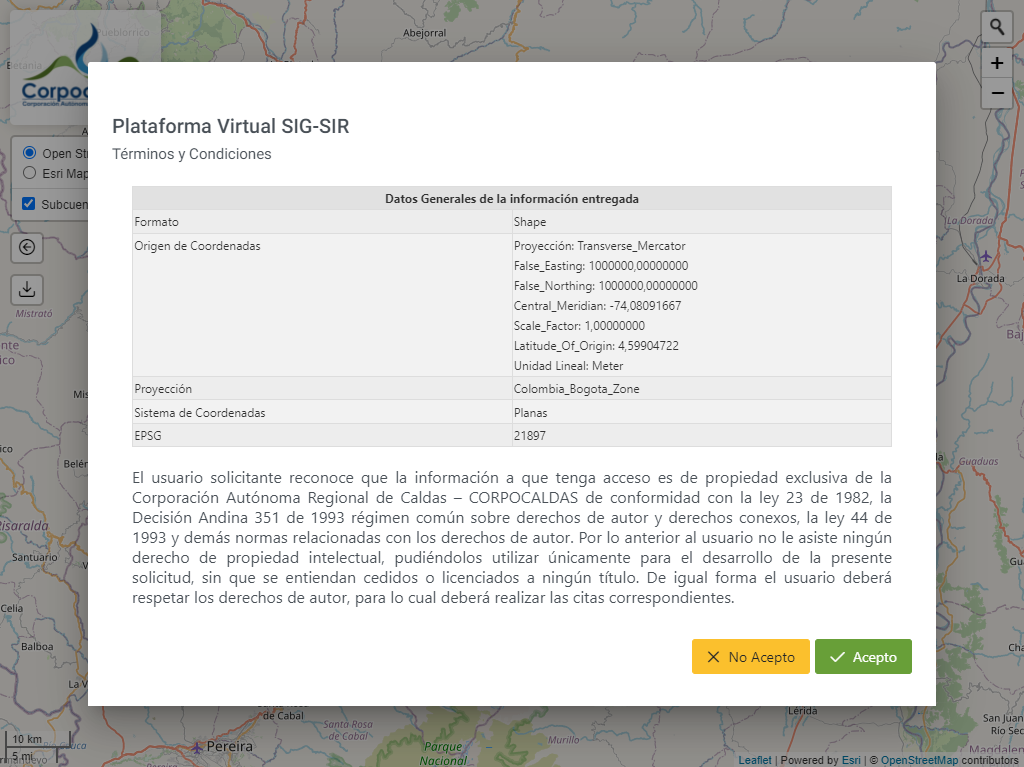 Pueblorrico
Abejorral
Betania
Corpoc
Corporación Autónom
Plataforma Virtual SIG-SIR
Términos y Condiciones
Open Str
Esri Map
Subcuen
Datos Generales de la información entregada
Formato Shape
Origen de Coordenadas Proyección: Transverse_Mercator
False_Easting: 1000000,00000000
False_Northing: 1000000,00000000
Central_Meridian: -74,08091667
Scale_Factor: 1,00000000
Latitude_Of_Origin: 4,59904722
Unidad Lineal: Meter
Proyección Colombia_Bogota_Zone
Sistema de Coordenadas Planas
EPSG 21897
El usuario solicitante reconoce que la información a que tenga acceso es de propiedad exclusiva de la
Corporación Autónoma Regional de Caldas – CORPOCALDAS de conformidad con la ley 23 de 1982, la
Decisión Andina 351 de 1993 régimen común sobre derechos de autor y derechos conexos, la ley 44 de
1993 y demás normas relacionadas con los derechos de autor. Por lo anterior al usuario no le asiste ningún
derecho de propiedad intelectual, pudiéndolos utilizar únicamente para el desarrollo de la presente
solicitud, sin que se entiendan cedidos o licenciados a ningún título. De igual forma el usuario deberá
respetar los derechos de autor, para lo cual deberá realizar las citas correspondientes.
No Acepto
Acepto
La Dorada
La Dorada
Mistrató
Mis
Belén
Guaduas
Risaralda
Santuario
Celia
Balboa
La V
de Cabal
Santa Rosa
de Cabal
Pereira
Parque
Nacional
Murillo
Lérida
San Juan
Río Sec
Magdalen
10 km
5 mi
+
−
Leaflet | Powered by Esri | © OpenStreetMap contributors